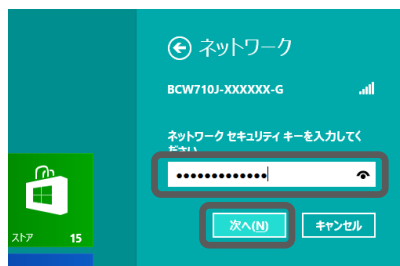 ネットワーク
BCW710J-XXXXXX-G
ネットワーク セキュリティ キーを入力してく
ださい
•••••••••••••
次へ(N)
キャンセル
ストア 15